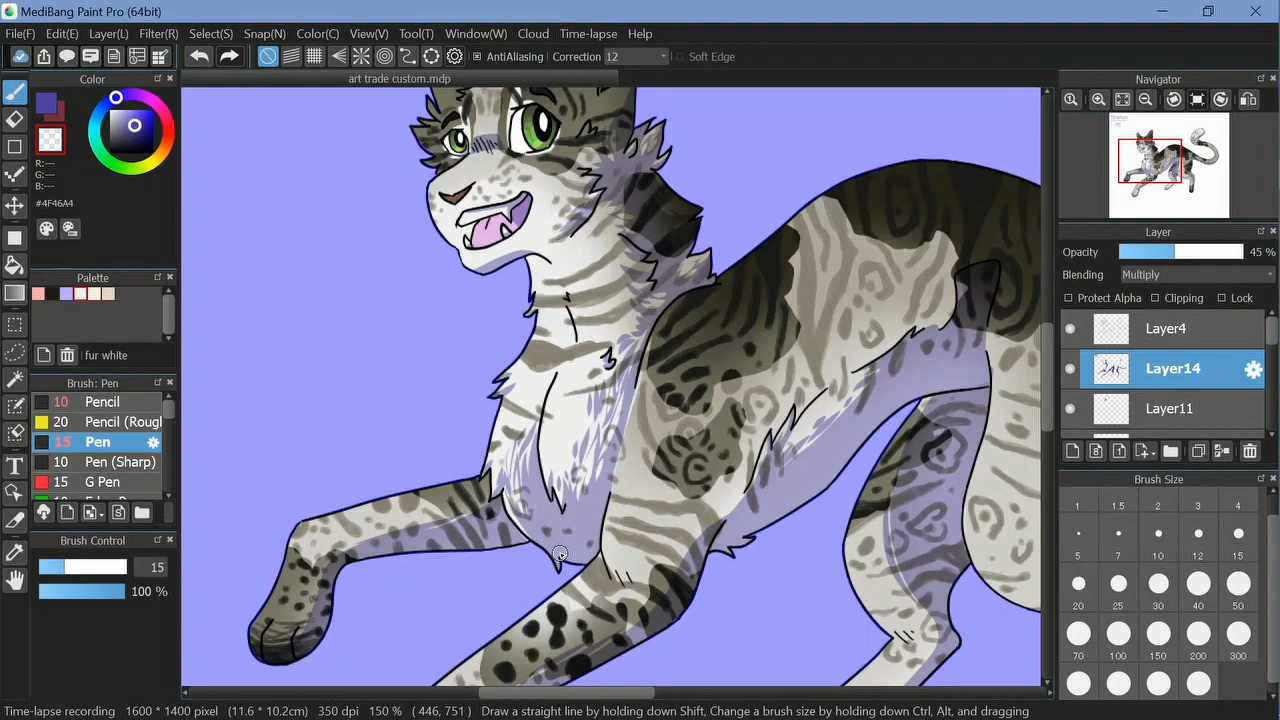 MediBang Paint Pro (64bit)
File(F) Edit(E) Layer(L) Filter(R) Select(S) Snap(N) Color(C) View(V) Tool(T) Window(W) Cloud Time-lapse Help
AntiAliasing Correction 12 Soft Edge
Color
R:---
G:---
B:---
#4F46A4
Palette
fur white
Brush: Pen
10 Pencil
20 Pencil (Roug
15 Pen
10 Pen (Sharp)
15 G Pen
Brush Control
15
100 %
art trade custom.mdp
Navigator
Layer
Opacity 45 %
Blending Multiply
Protect Alpha Clipping Lock
Layer4
Layer14
Layer11
Brush Size
1 1.5 2 3 4
5 7 10 12 15
20 25 30 40 50
70 100 150 200 300
Time-lapse recording 1600 * 1400 pixel (11.6 * 10.2cm) 350 dpi 150 % ( 446, 751 ) Draw a straight line by holding down Shift, Change a brush size by holding down Ctrl, Alt, and dragging